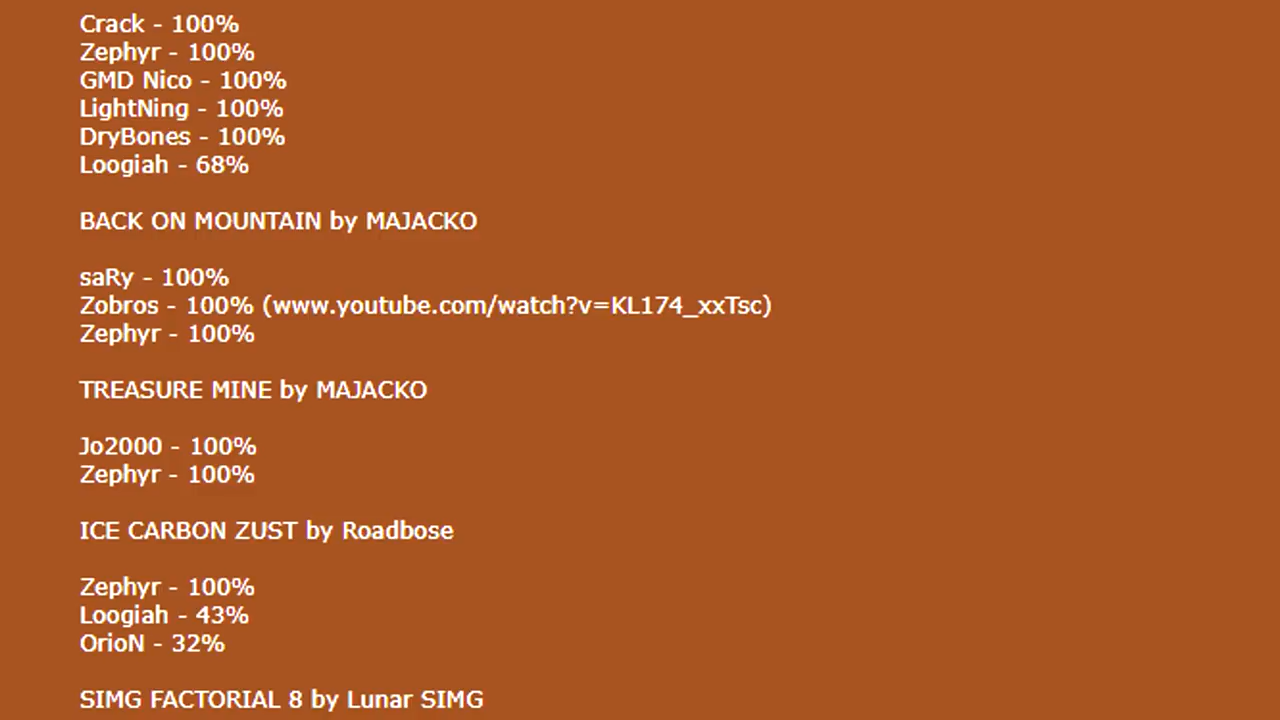 Crack - 100%
Zephyr - 100%
GMD Nico - 100%
LightNing - 100%
DryBones - 100%
Loogiah - 68%
BACK ON MOUNTAIN by MAJACKO
saRy - 100%
Zobros - 100% (www.youtube.com/watch?v=KL174_xxTsc)
Zephyr - 100%
TREASURE MINE by MAJACKO
Jo2000 - 100%
Zephyr - 100%
ICE CARBON ZUST by Roadbose
Zephyr - 100%
Loogiah - 43%
OrioN - 32%
SIMG FACTORIAL 8 by Lunar SIMG